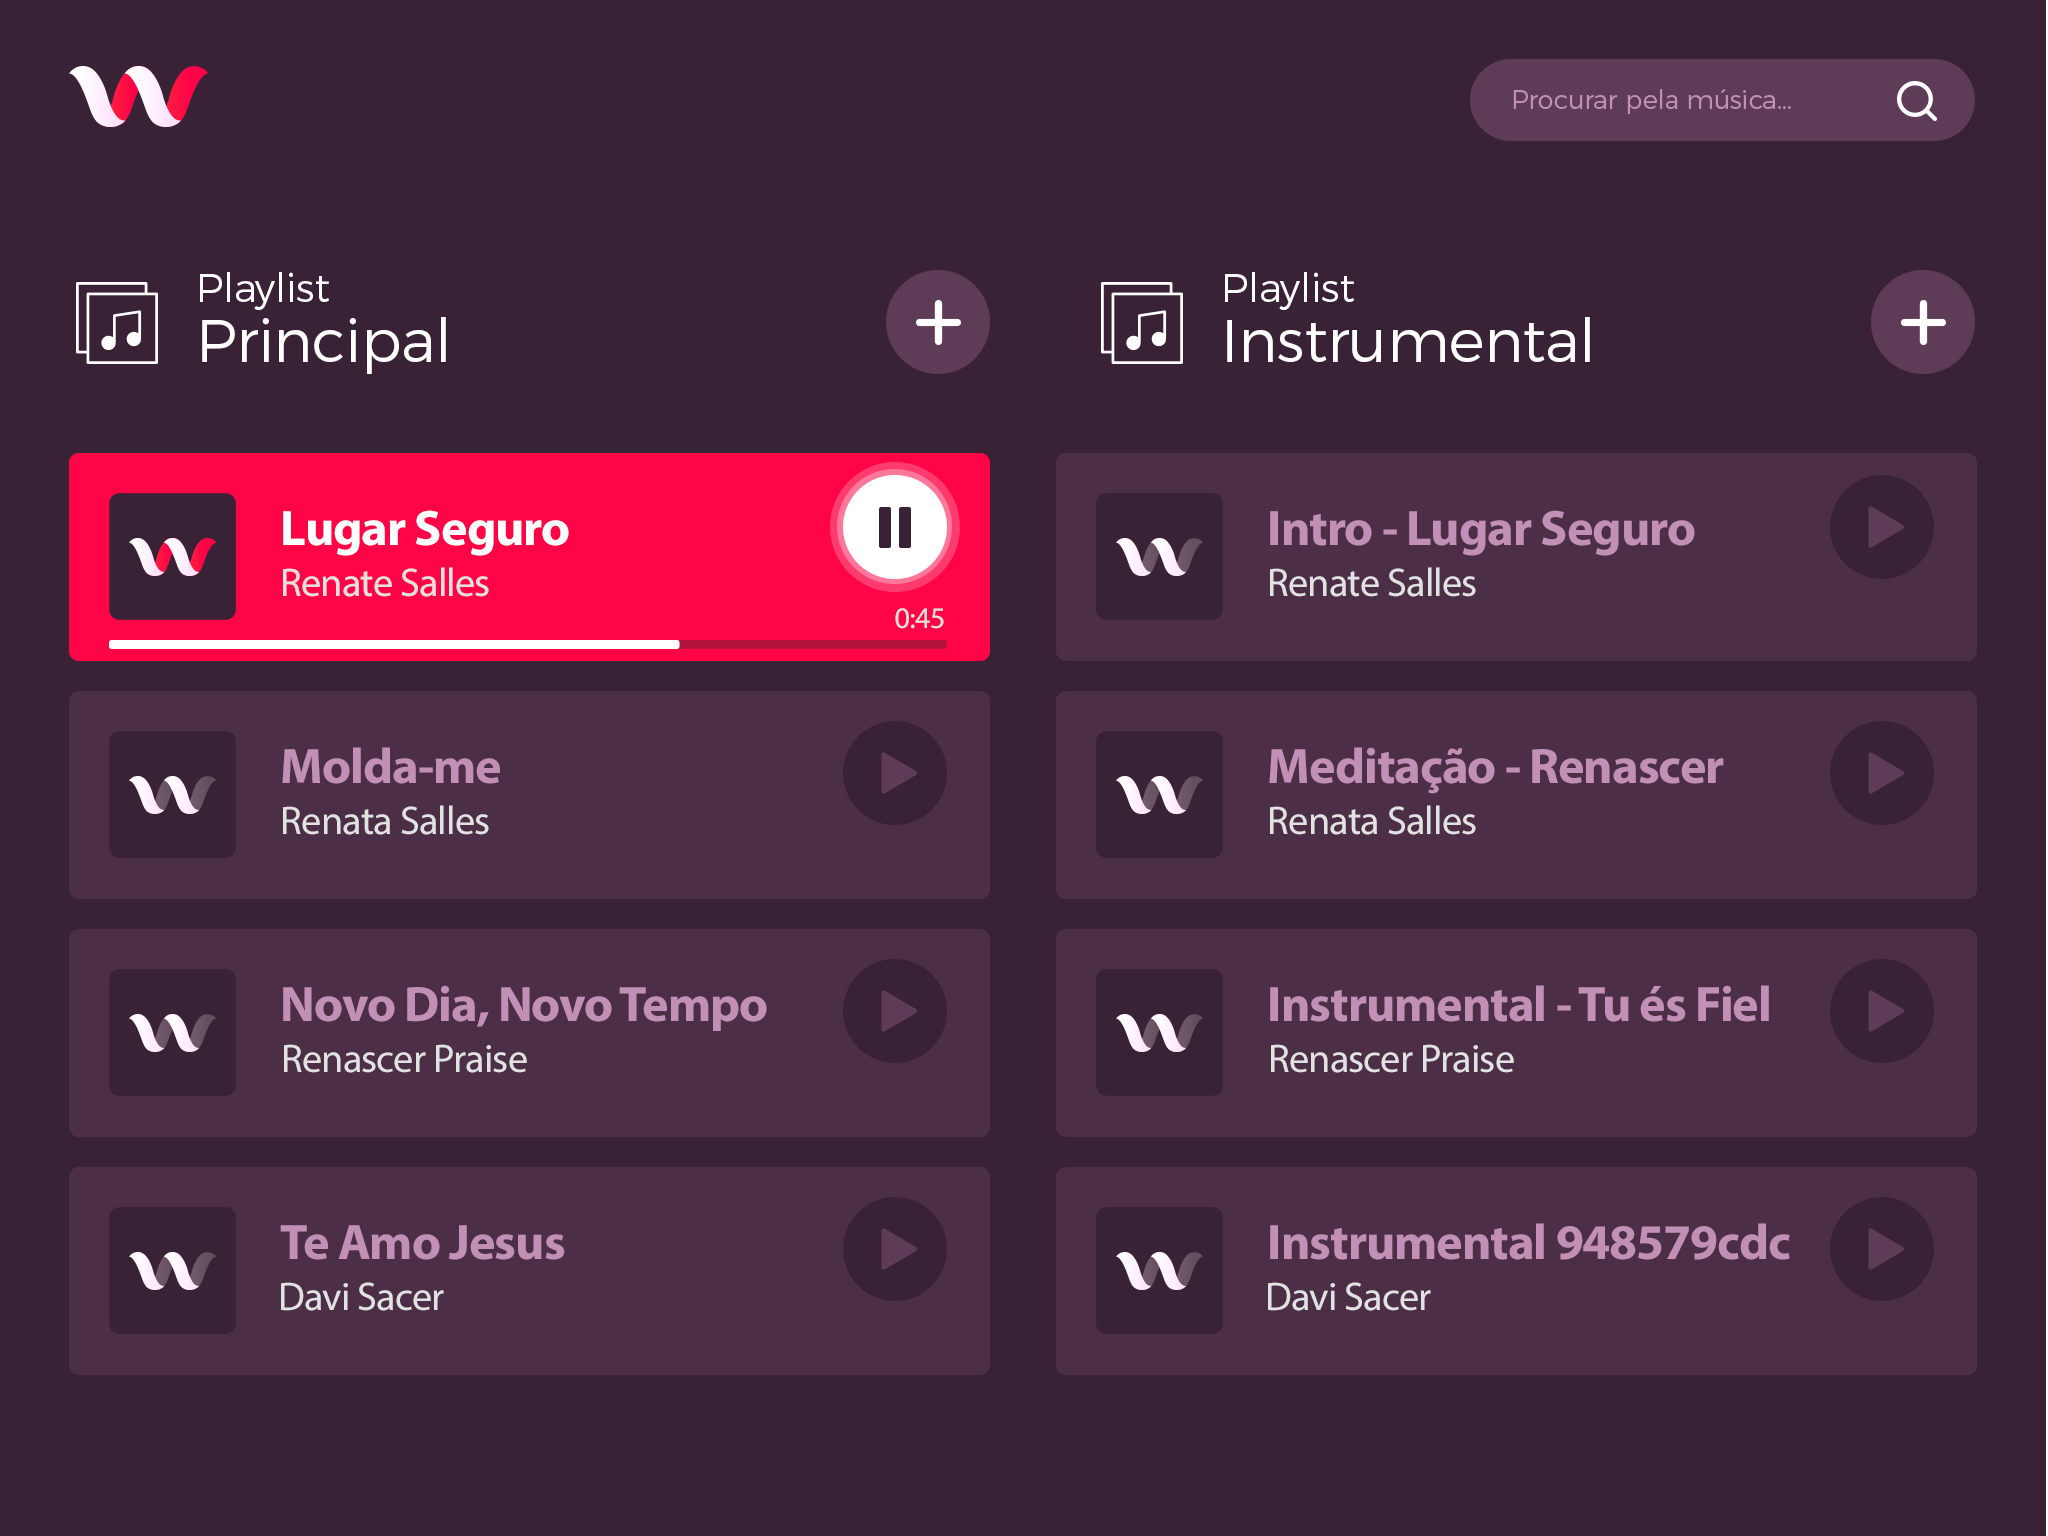 Procurar pela música...
Playlist
Principal
Lugar Seguro
Renate Salles
0:45
Molda-me
Renata Salles
Novo Dia, Novo Tempo
Renascer Praise
Te Amo Jesus
Davi Sacer
Playlist
Instrumental
Intro - Lugar Seguro
Renate Salles
Meditação - Renascer
Renata Salles
Instrumental - Tu és Fiel
Renascer Praise
Instrumental 948579cdc
Davi Sacer